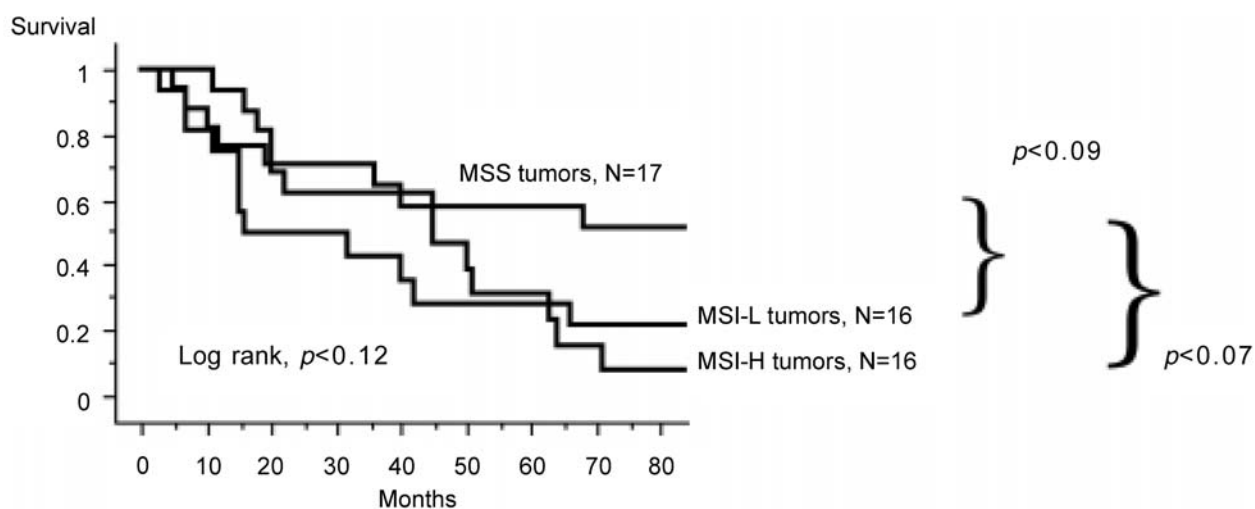 Survival
1
0.8
0.6
0.4
0.2
0
MSS tumors, N=17
p<0.09
MSI-L tumors, N=16
MSI-H tumors, N=16
p<0.07
Log rank, p<0.12
0 10 20 30 40 50 60 70 80
Months